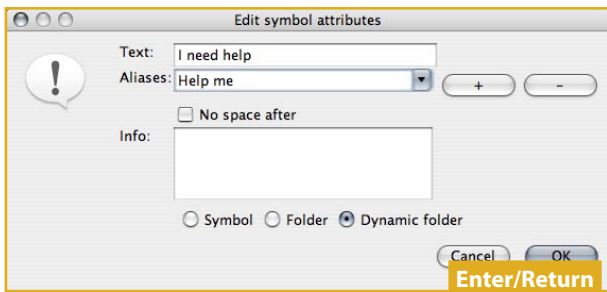 Edit symbol attributes
Text: I need help
Aliases: Help me + -
No space after
Info:
Symbol Folder Dynamic folder
Cancel OK
Enter/Return